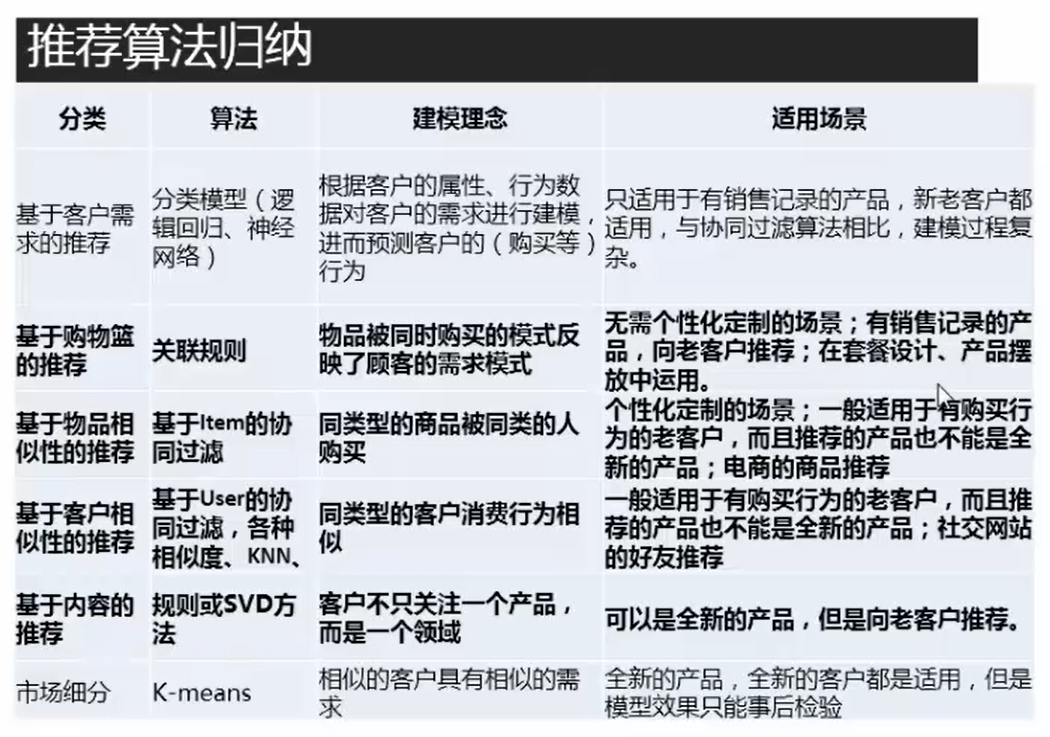 推荐算法归纳
分类
算法
建模理念
适用场景
基于客户需
求的推荐
分类模型（逻
辑回归、神经
网络）
根据客户的属性、行为数
据对客户的需求进行建模，
进而预测客户的（购买等）
行为
只适用于有销售记录的产品，新老客户都
适用，与协同过滤算法相比，建模过程复
杂。
基于购物篮
的推荐
关联规则
物品被同时购买的模式反
映了顾客的需求模式
无需个性化定制的场景；有销售记录的产
品，向老客户推荐；在套餐设计、产品摆
放中运用。
基于物品相
似性的推荐
基于Item的协
同过滤
同类型的商品被同类的人
购买
个性化定制的场景；一般适用于有购买行
为的老客户，而且推荐的产品也不能是全
新的产品；电商的商品推荐
基于客户相
似性的推荐
基于User的协
同过滤，各种
相似度、KNN、
同类型的客户消费行为相
似
一般适用于有购买行为的老客户，而且推
荐的产品也不能是全新的产品；社交网站
的好友推荐
基于内容的
推荐
规则或SVD方
法
客户不只关注一个产品，
而是一个领域
可以是全新的产品，但是向老客户推荐。
市场细分
K-means
相似的客户具有相似的需
求
全新的产品，全新的客户都是适用，但是
模型效果只能事后检验